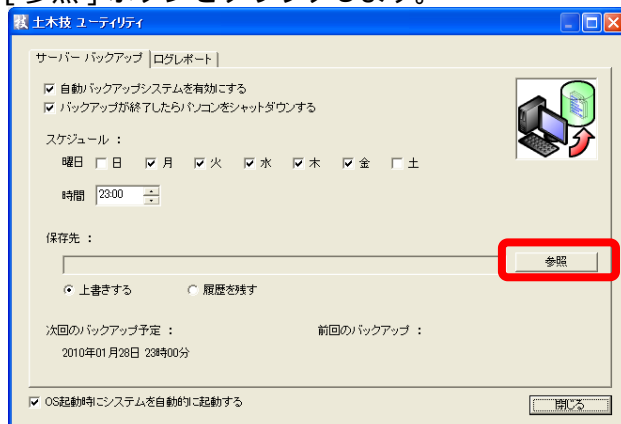 [参照]ボタンをクリックします。
土木技 ユーティリティ
サーバー バックアップ ログレポート
自動バックアップシステムを有効にする
バックアップが終了したらパソコンをシャットダウンする
スケジュール :
曜日 日 月 火 水 木 金 土
時間 23:00
保存先 :
参照
上書きする 履歴を残す
次回のバックアップ予定 : 前回のバックアップ :
2010年01月28日 23時00分
OS起動時にシステムを自動的に起動する
閉じる